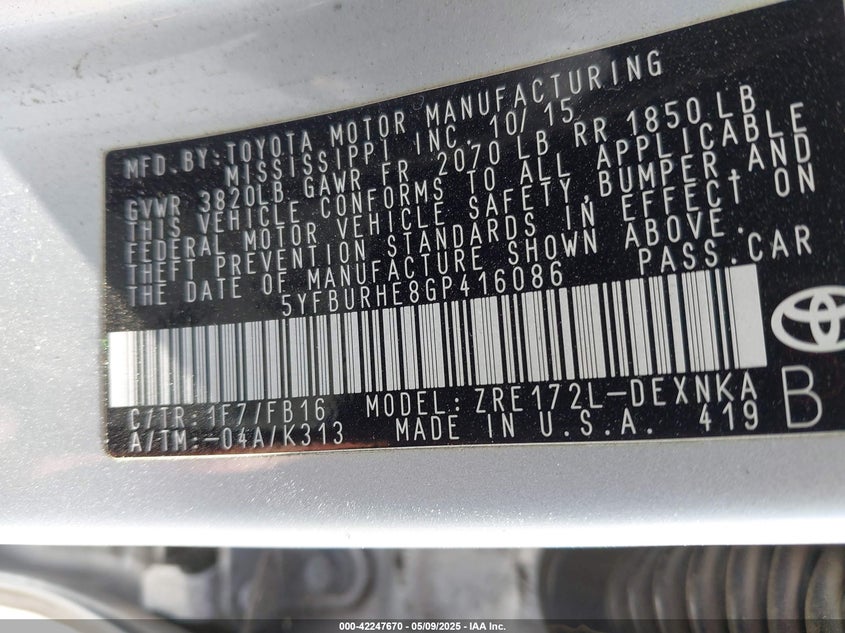 MFD. BY: TOYOTA MOTOR MANUFACTURING
MISSISSIPPI INC. 10/15
GVWR 3820LB GAWR FR 2070 LB RR 1850 LB
THIS VEHICLE CONFORMS TO ALL APPLICABLE
FEDERAL MOTOR VEHICLE SAFETY, BUMPER, AND
THEFT PREVENTION STANDARDS IN EFFECT ON
THE DATE OF MANUFACTURE SHOWN ABOVE.
5YFBURHE8GP416086 PASS. CAR
C/TR: 1F7/FB16 MODEL: ZRE172L-DEXNKA
A/TM: -04A/K313 MADE IN U.S.A. 419 B
000-42247670 — 05/09/2025 — IAA Inc.